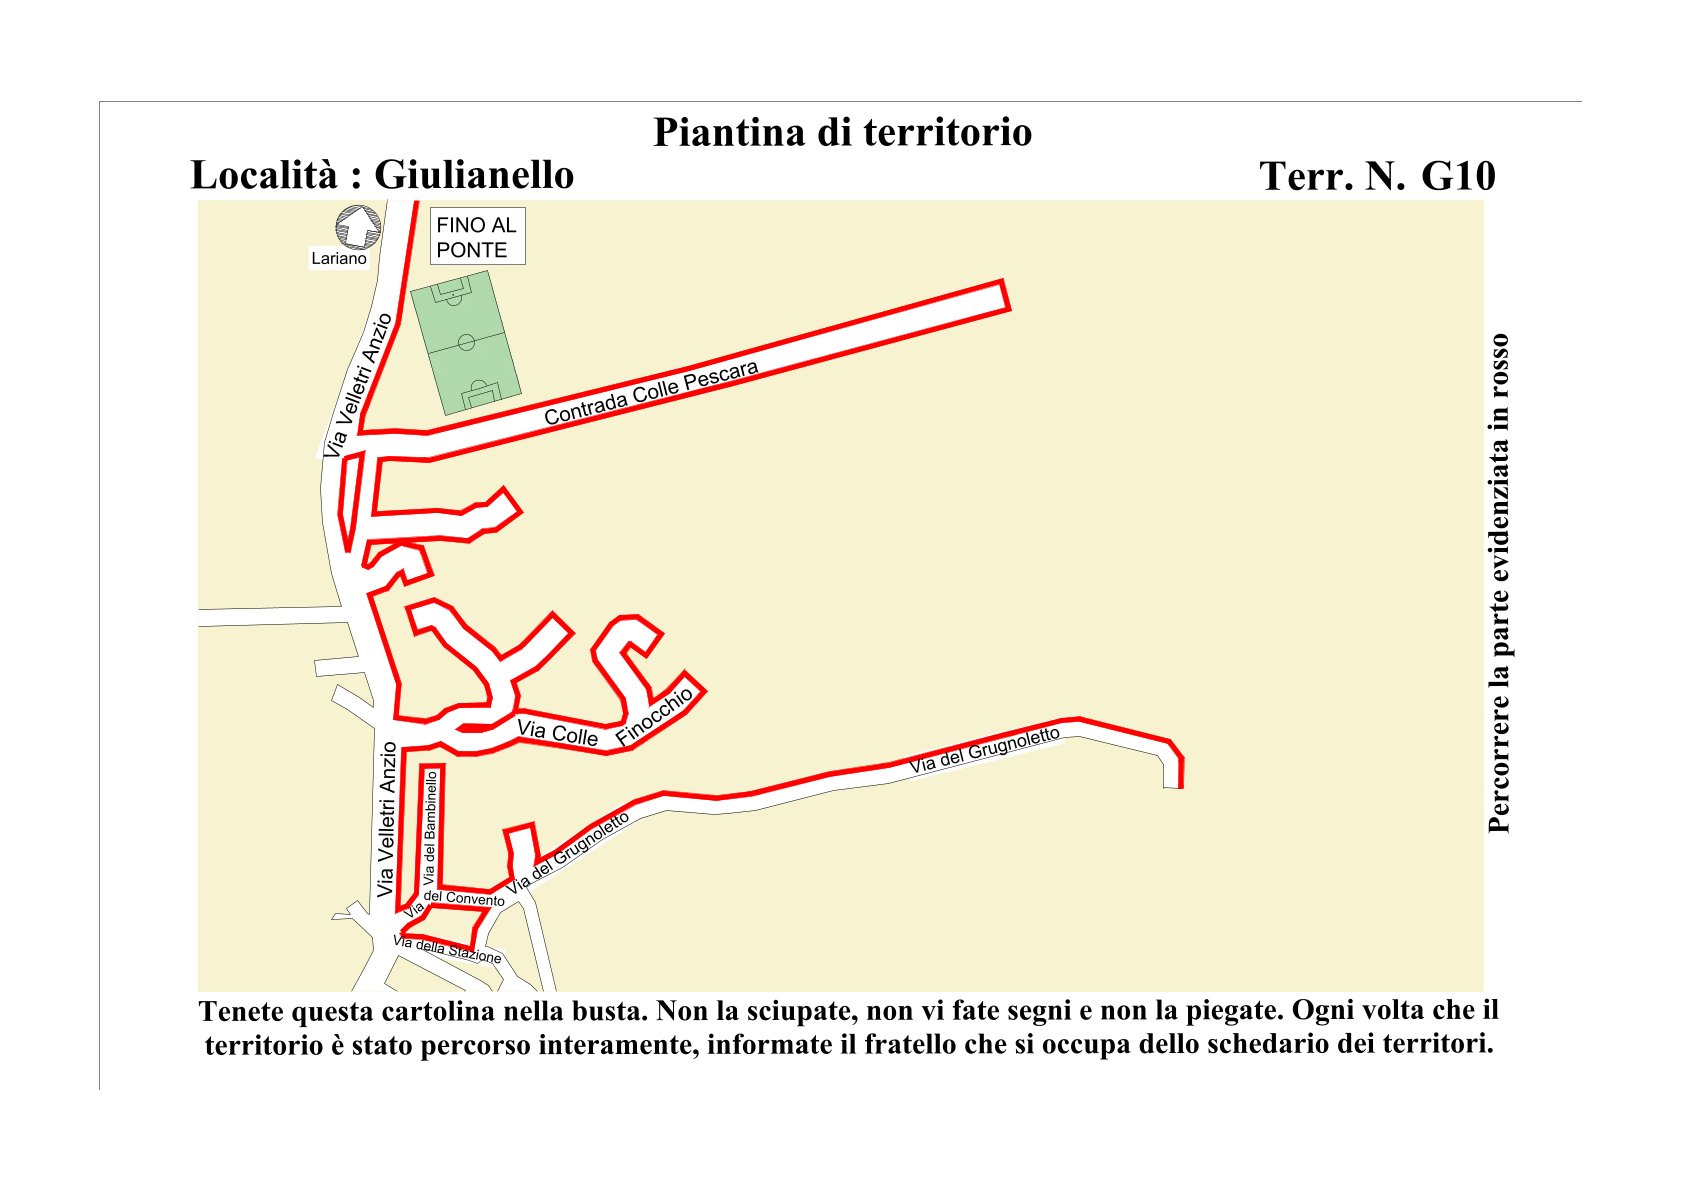 Piantina di territorio
Località : Giulianello
Terr. N. G10
FINO AL
PONTE
Lariano
Via Velletri Anzio
Contrada Colle Pescara
Via Colle
Finocchio
Via del Grugnoletto
Via Velletri Anzio
Via del Bambinello
Via del Grugnoletto
Via
del Convento
Via della Stazione
Percorrere la parte evidenziata in rosso
Tenete questa cartolina nella busta. Non la sciupate, non vi fate segni e non la piegate. Ogni volta che il
territorio è stato percorso interamente, informate il fratello che si occupa dello schedario dei territori.